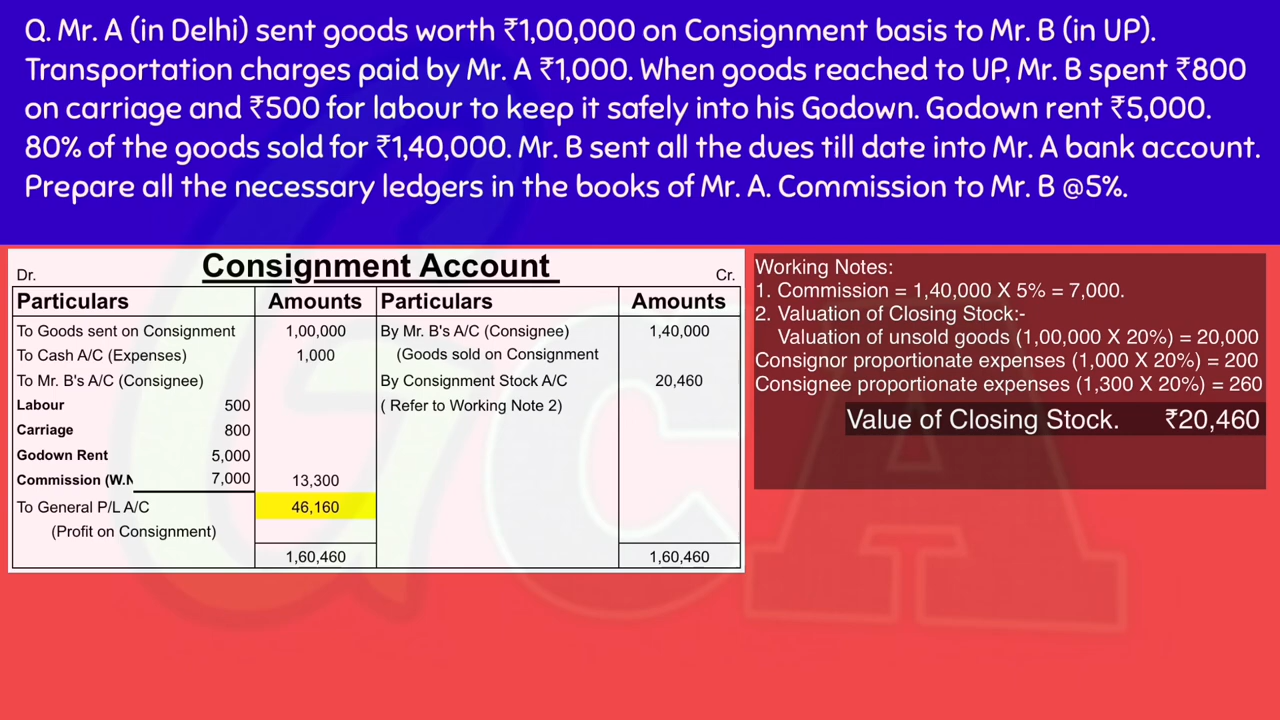 Q. Mr. A (in Delhi) sent goods worth ₹1,00,000 on Consignment basis to Mr. B (in UP).
Transportation charges paid by Mr. A ₹1,000. When goods reached to UP, Mr. B spent ₹800
on carriage and ₹500 for labour to keep it safely into his Godown. Godown rent ₹5,000.
80% of the goods sold for ₹1,40,000. Mr. B sent all the dues till date into Mr. A bank account.
Prepare all the necessary ledgers in the books of Mr. A. Commission to Mr. B @5%.
Dr. Consignment Account Cr.
Particulars Amounts Particulars Amounts
To Goods sent on Consignment 1,00,000 By Mr. B's A/C (Consignee) 1,40,000
To Cash A/C (Expenses) 1,000 (Goods sold on Consignment
To Mr. B's A/C (Consignee) By Consignment Stock A/C 20,460
Labour 500 ( Refer to Working Note 2)
Carriage 800
Godown Rent 5,000
Commission (W.N 7,000 13,300
To General P/L A/C 46,160
(Profit on Consignment)
1,60,460 1,60,460
Working Notes:
1. Commission = 1,40,000 X 5% = 7,000.
2. Valuation of Closing Stock:-
Valuation of unsold goods (1,00,000 X 20%) = 20,000
Consignor proportionate expenses (1,000 X 20%) = 200
Consignee proportionate expenses (1,300 X 20%) = 260
Value of Closing Stock. ₹20,460
GCA